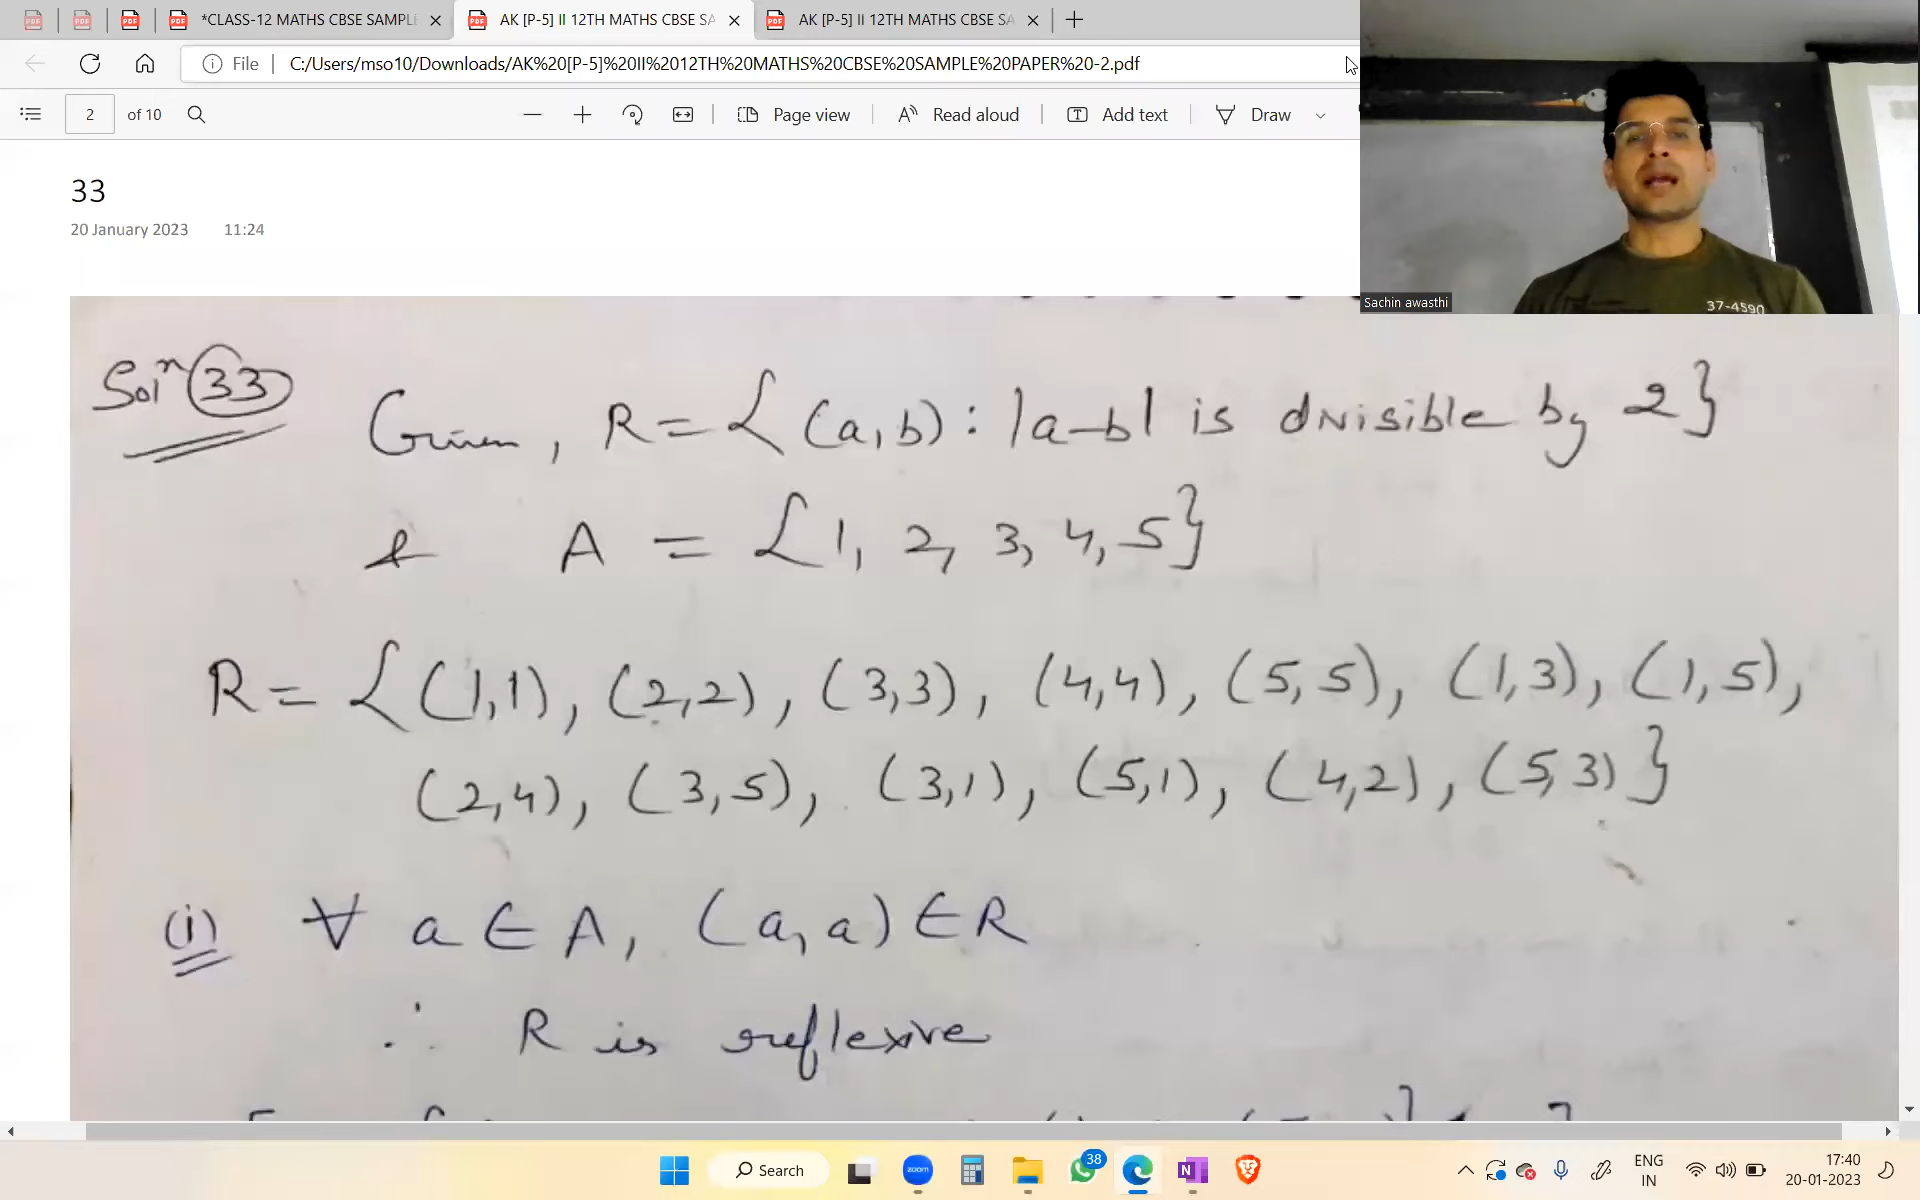 *CLASS-12 MATHS CBSE SAMPLE
AK [P-5] II 12TH MATHS CBSE SA
AK [P-5] II 12TH MATHS CBSE SA
File
C:/Users/mso10/Downloads/AK%20[P-5]%20II%2012TH%20MATHS%20CBSE%20SAMPLE%20PAPER%20-2.pdf
2 of 10
Page view
Read aloud
Add text
Draw
33
20 January 2023 11:24
Sachin awasthi
37-4590
Solⁿ 33 Given, R = {(a,b) : |a-b| is divisible by 2}
& A = {1, 2, 3, 4, 5}
R = {(1,1), (2,2), (3,3), (4,4), (5,5), (1,3), (1,5),
(2,4), (3,5), (3,1), (5,1), (4,2), (5,3)}
(i) ∀ a ∈ A, (a,a) ∈ R
∴ R is reflexive
Search
zoom
38
N
ENG
IN
17:40
20-01-2023